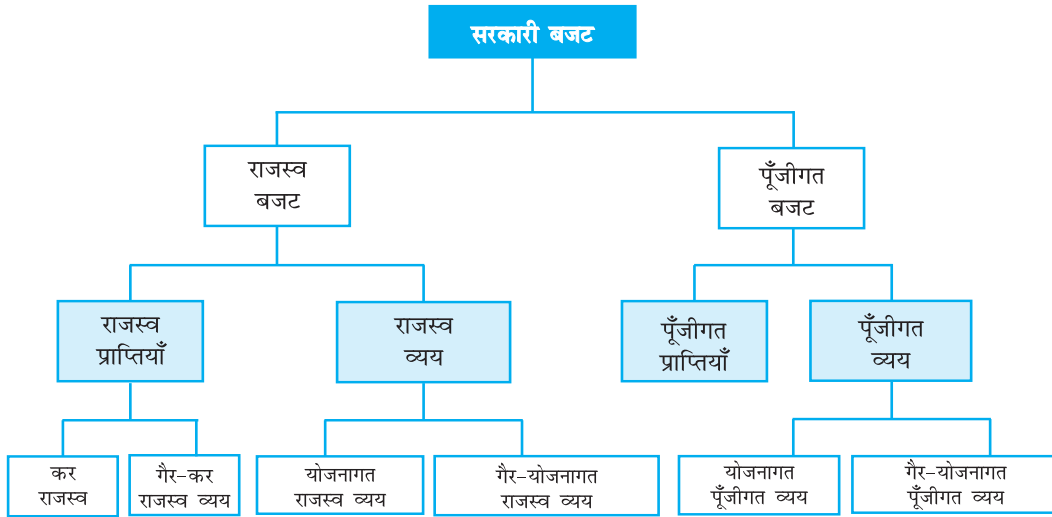 सरकारी बजट
राजस्व
बजट
पूँजीगत
बजट
राजस्व
प्राप्तियाँ
राजस्व
व्यय
पूँजीगत
प्राप्तियाँ
पूँजीगत
व्यय
कर
राजस्व
गैर-कर
राजस्व व्यय
योजनागत
राजस्व व्यय
गैर-योजनागत
राजस्व व्यय
योजनागत
पूँजीगत व्यय
गैर-योजनागत
पूँजीगत व्यय